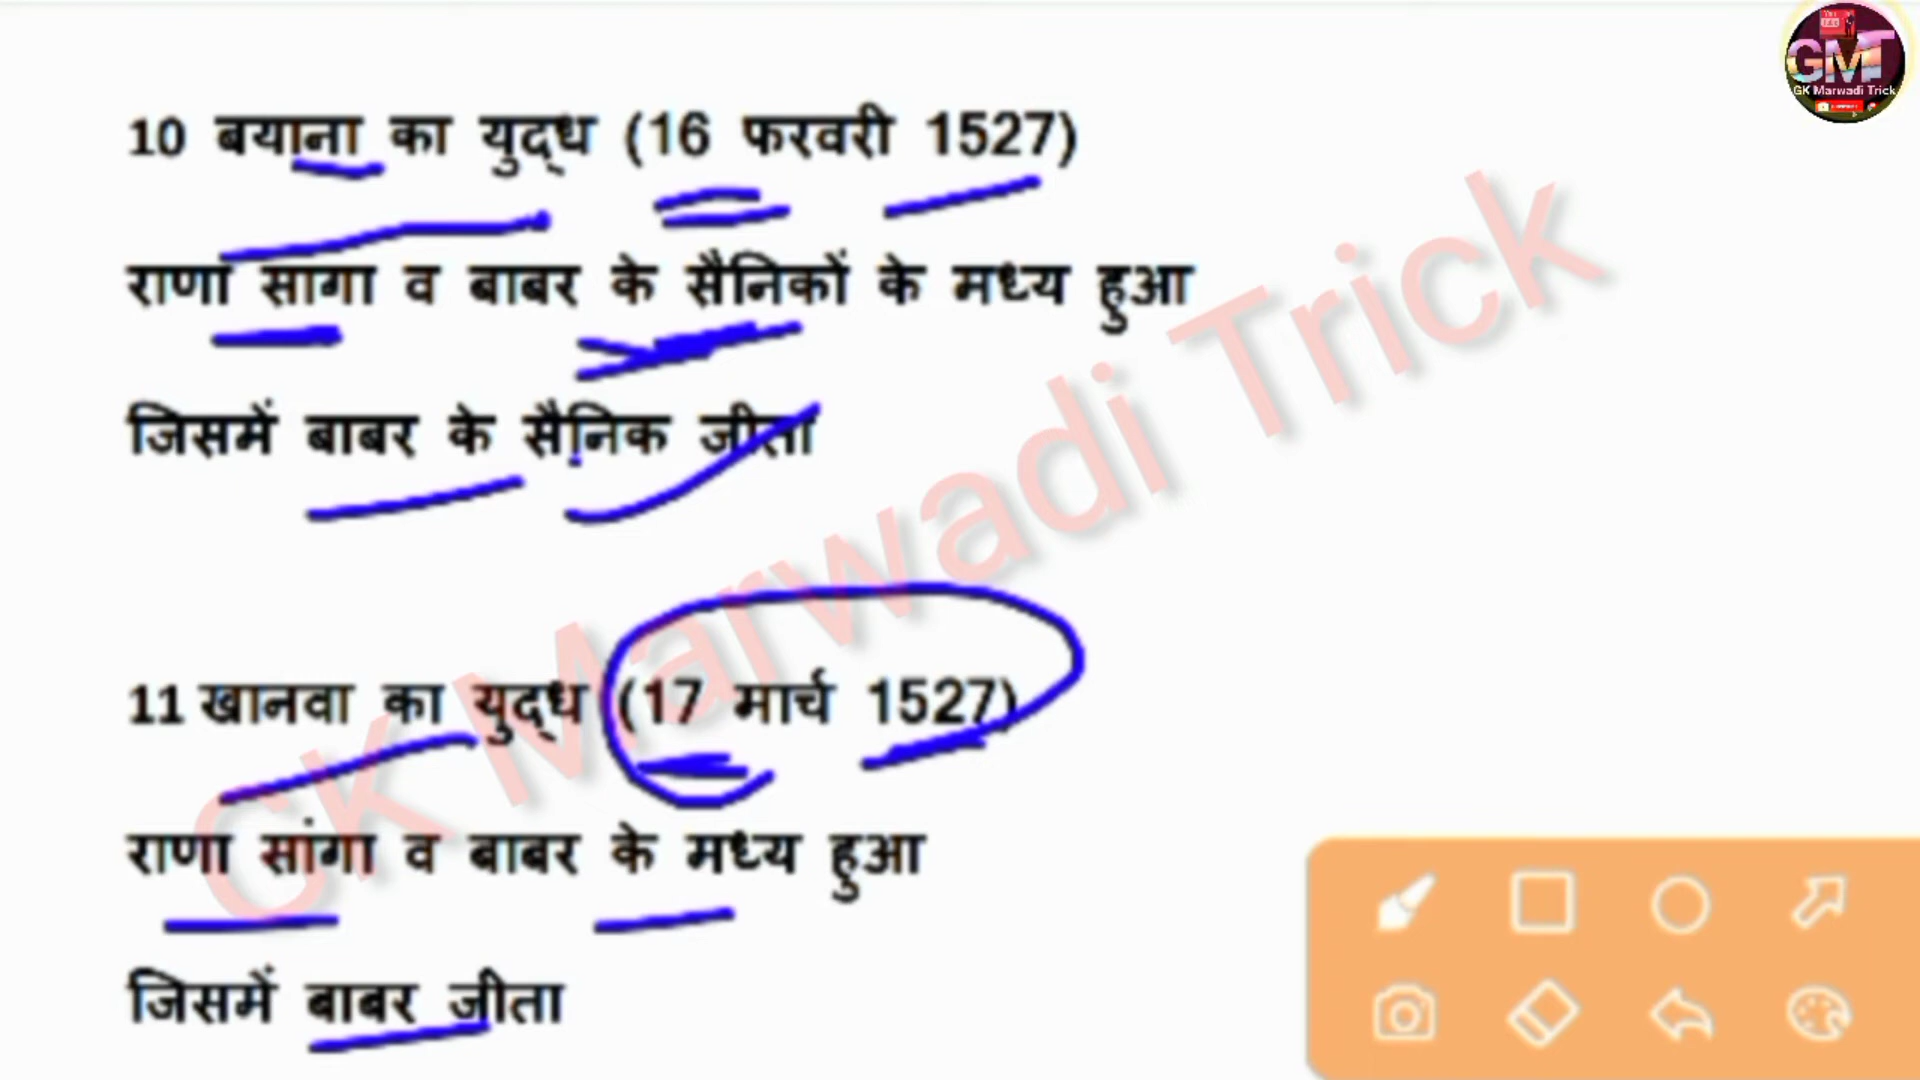 10 बयाना का युद्ध (16 फरवरी 1527)
राणा सागा व बाबर के सैनिकों के मध्य हुआ
जिसमें बाबर के सैनिक जीता
11 खानवा का युद्ध (17 मार्च 1527)
राणा सांगा व बाबर के मध्य हुआ
जिसमें बाबर जीता
GK Marwadi Trick
GMT
GK Marwadi Trick